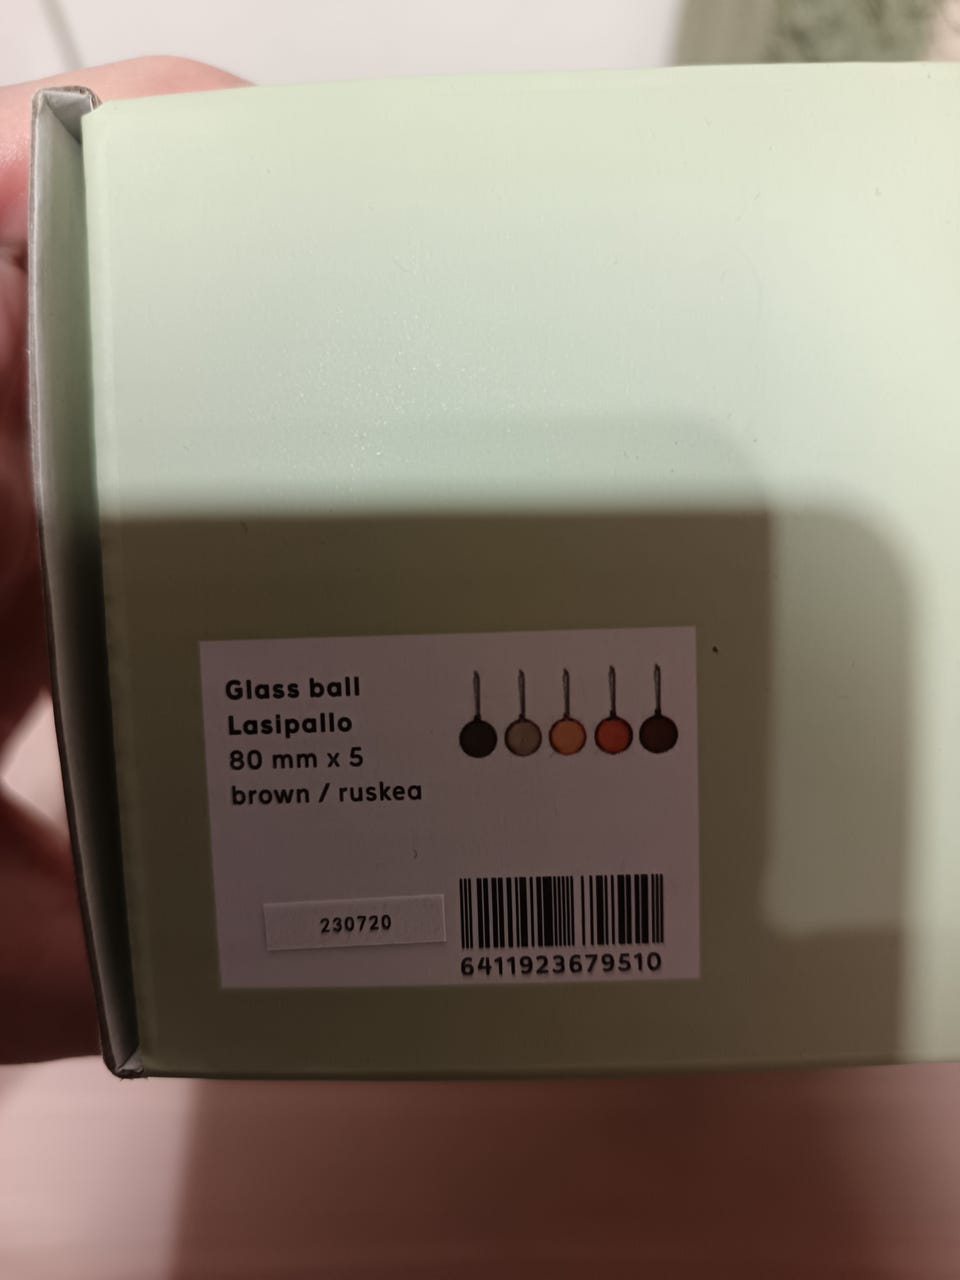 Glass ball
Lasipallo
80 mm x 5
brown / ruskea
230720
6411923679510